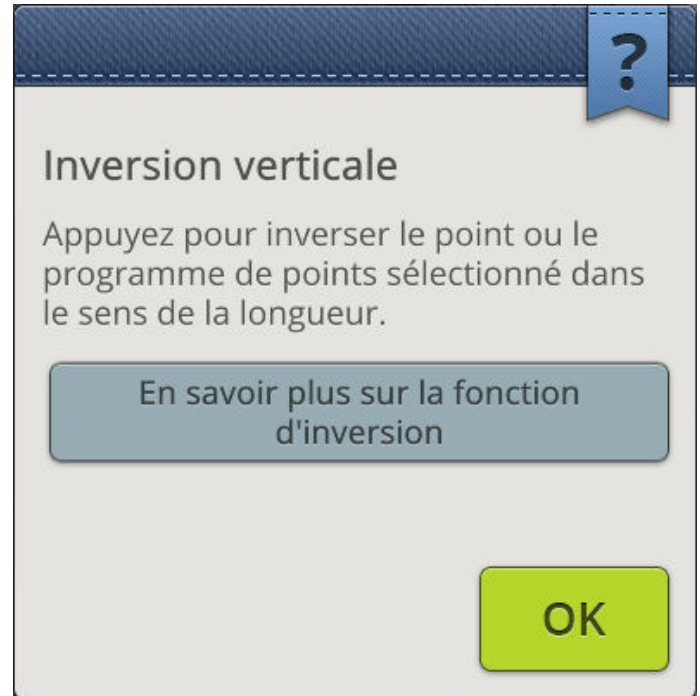 ?
Inversion verticale
Appuyez pour inverser le point ou le
programme de points sélectionné dans
le sens de la longueur.
En savoir plus sur la fonction
d'inversion
OK